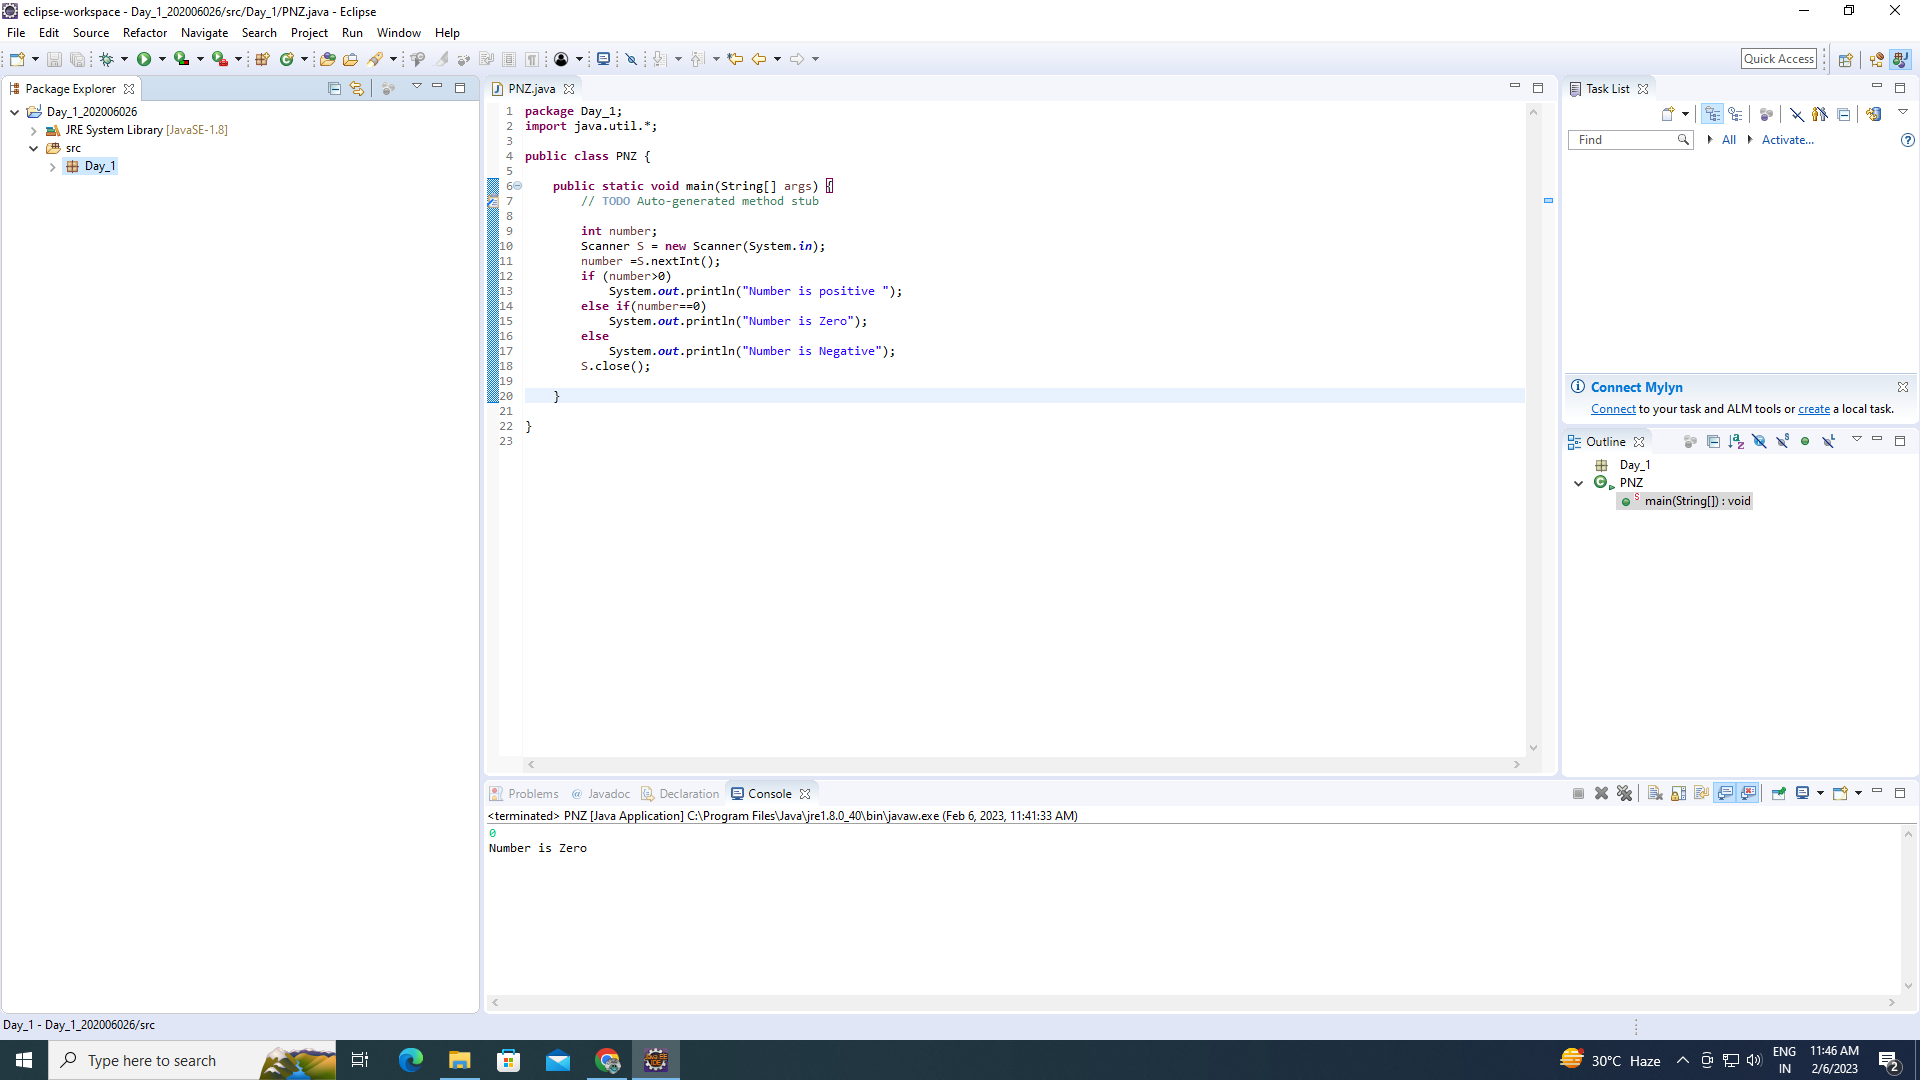 eclipse-workspace - Day_1_202006026/src/Day_1/PNZ.java - Eclipse
File Edit Source Refactor Navigate Search Project Run Window Help
Quick Access
Package Explorer
Day_1_202006026
JRE System Library [JavaSE-1.8]
src
Day_1
PNZ.java
1 package Day_1;
2 import java.util.*;
3
4 public class PNZ {
5
6 public static void main(String[] args) {
7 // TODO Auto-generated method stub
8
9 int number;
10 Scanner S = new Scanner(System.in);
11 number =S.nextInt();
12 if (number>0)
13 System.out.println("Number is positive ");
14 else if(number==0)
15 System.out.println("Number is Zero");
16 else
17 System.out.println("Number is Negative");
18 S.close();
19
20 }
21
22 }
23
Task List
Find All Activate...
Connect Mylyn
Connect to your task and ALM tools or create a local task.
Outline
Day_1
PNZ
main(String[]) : void
Problems Javadoc Declaration Console
<terminated> PNZ [Java Application] C:\Program Files\Java\jre1.8.0_40\bin\javaw.exe (Feb 6, 2023, 11:41:33 AM)
0
Number is Zero
Day_1 - Day_1_202006026/src
Type here to search
30°C Haze
ENG
IN
11:46 AM
2/6/2023
2